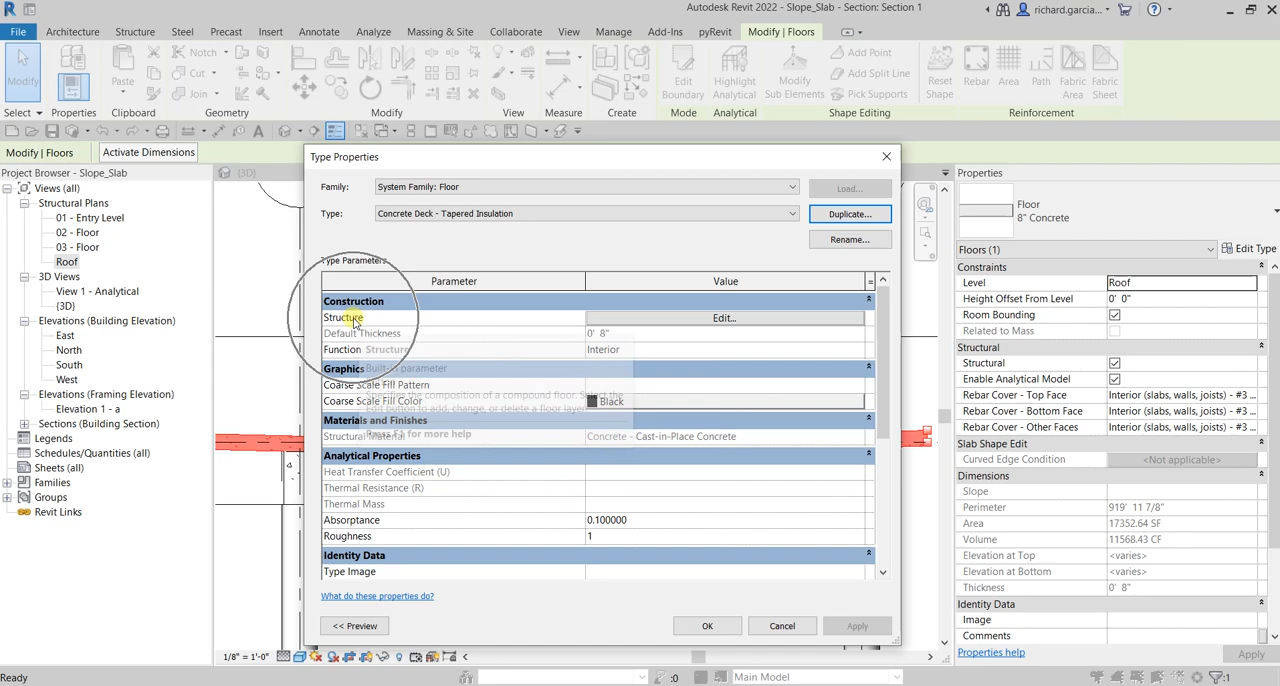 Autodesk Revit 2022 - Slope_Slab - Section: Section 1
richard.garcia...
File Architecture Structure Steel Precast Insert Annotate Analyze Massing & Site Collaborate View Manage Add-Ins pyRevit Modify | Floors
Modify
Paste
Notch
Cut
Join
Edit Boundary
Highlight Analytical
Modify Sub Elements
Add Point
Add Split Line
Pick Supports
Reset Shape
Rebar
Area
Path
Fabric Area
Fabric Sheet
Select Properties Clipboard Geometry Modify View Measure Create Mode Analytical Shape Editing Reinforcement
Modify | Floors
Activate Dimensions
Project Browser - Slope_Slab
Views (all)
Structural Plans
01 - Entry Level
02 - Floor
03 - Floor
Roof
3D Views
View 1 - Analytical
{3D}
Elevations (Building Elevation)
East
North
South
West
Elevations (Framing Elevation)
Elevation 1 - a
Sections (Building Section)
Legends
Schedules/Quantities (all)
Sheets (all)
Families
Groups
Revit Links
{3D}
Type Properties
Family: System Family: Floor Load...
Type: Concrete Deck - Tapered Insulation Duplicate...
Rename...
Type Parameters
Parameter Value =
Construction
Structure Edit...
Default Thickness 0' 8"
Function Interior
Structure
Graphics
Built-in parameter
Coarse Scale Fill Pattern
Coarse Scale Fill Color Black
Materials and Finishes
Press F1 for more help
Structural Material Concrete - Cast-in-Place Concrete
Analytical Properties
Heat Transfer Coefficient (U)
Thermal Resistance (R)
Thermal Mass
Absorptance 0.100000
Roughness 1
Identity Data
Type Image
What do these properties do?
<< Preview OK Cancel Apply
Properties
Floor
8" Concrete
Floors (1) Edit Type
Constraints
Level Roof
Height Offset From Level 0' 0"
Room Bounding
Related to Mass
Structural
Structural
Enable Analytical Model
Rebar Cover - Top Face Interior (slabs, walls, joists) - #3 ...
Rebar Cover - Bottom Face Interior (slabs, walls, joists) - #3 ...
Rebar Cover - Other Faces Interior (slabs, walls, joists) - #3 ...
Slab Shape Edit
Curved Edge Condition <Not applicable>
Dimensions
Slope
Perimeter 919' 11 7/8"
Area 17352.64 SF
Volume 11568.43 CF
Elevation at Top <varies>
Elevation at Bottom <varies>
Thickness 0' 8"
Identity Data
Image
Comments
Properties help Apply
1/8" = 1'-0"
Ready :0 Main Model :1